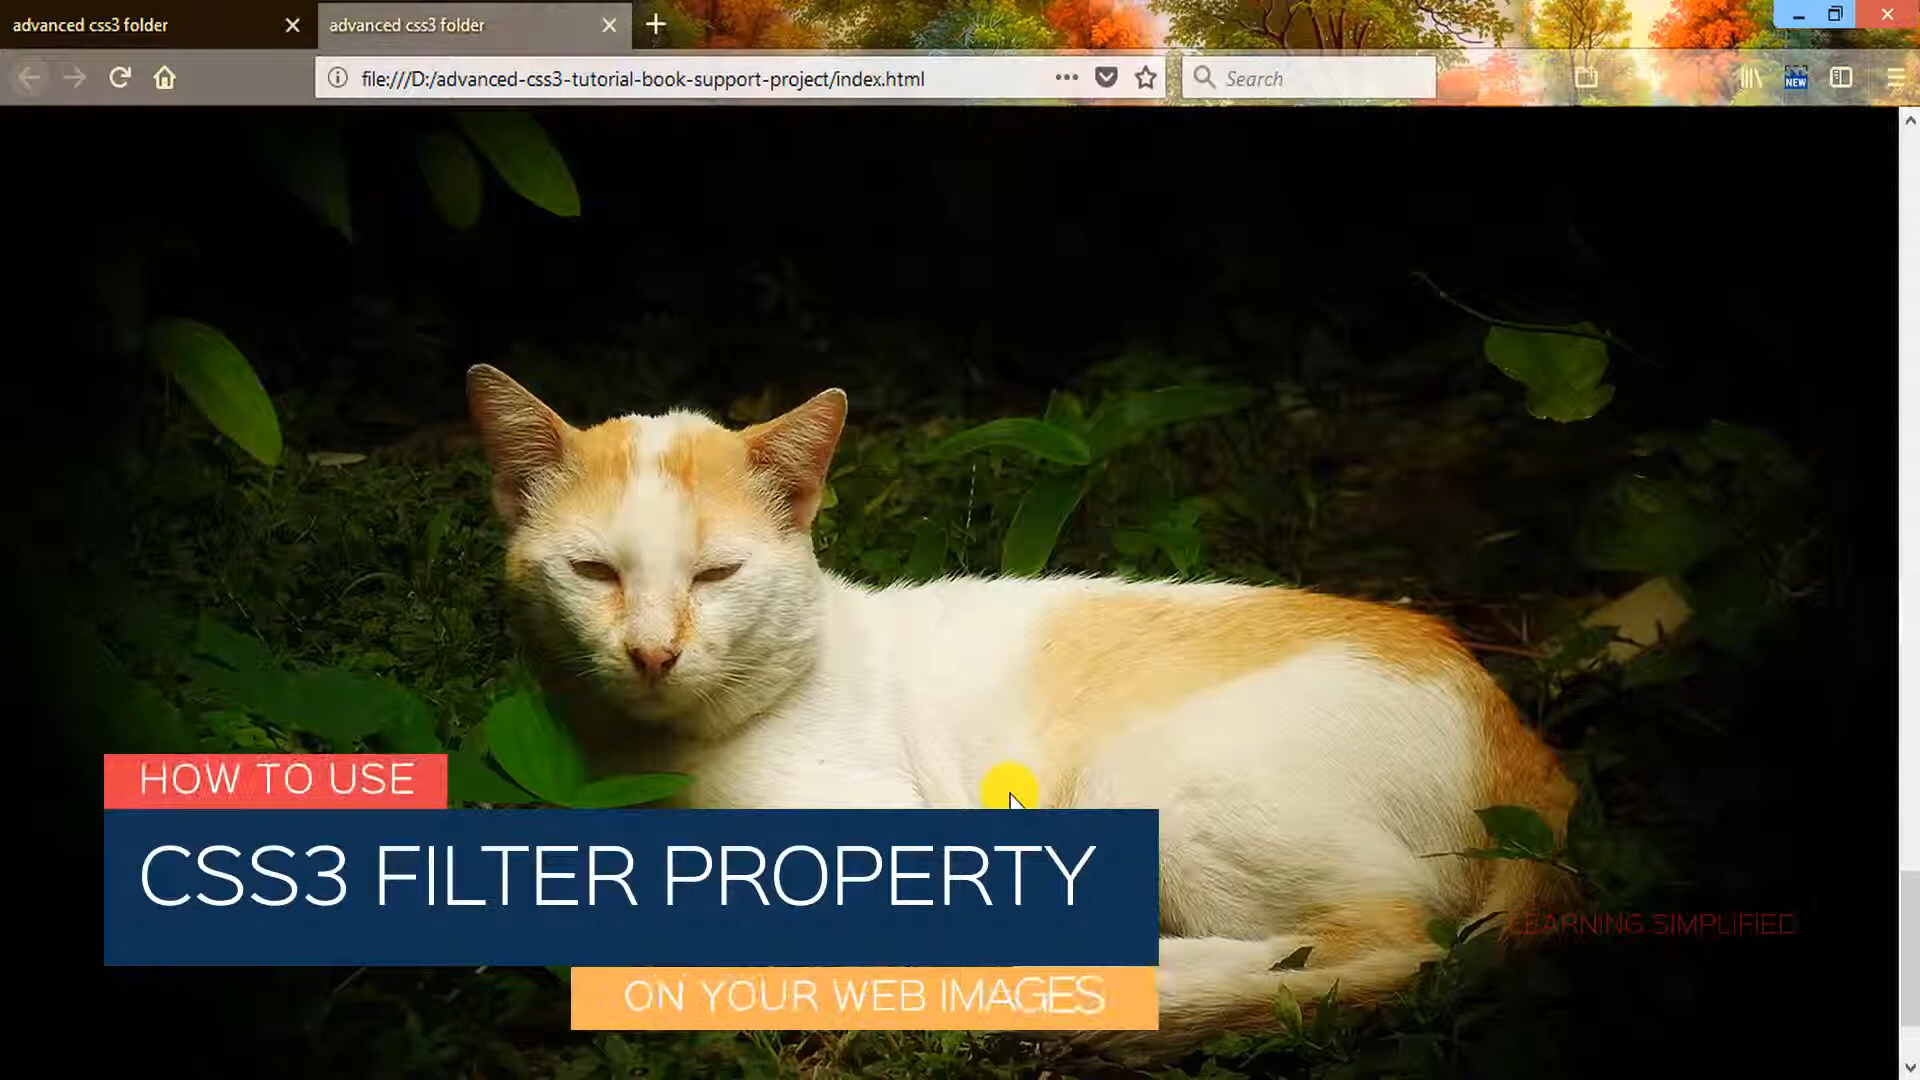 advanced css3 folder
advanced css3 folder
file:///D:/advanced-css3-tutorial-book-support-project/index.html
Search
NEW
HOW TO USE
CSS3 FILTER PROPERTY
LEARNING SIMPLIFIED
ON YOUR WEB IMAGES